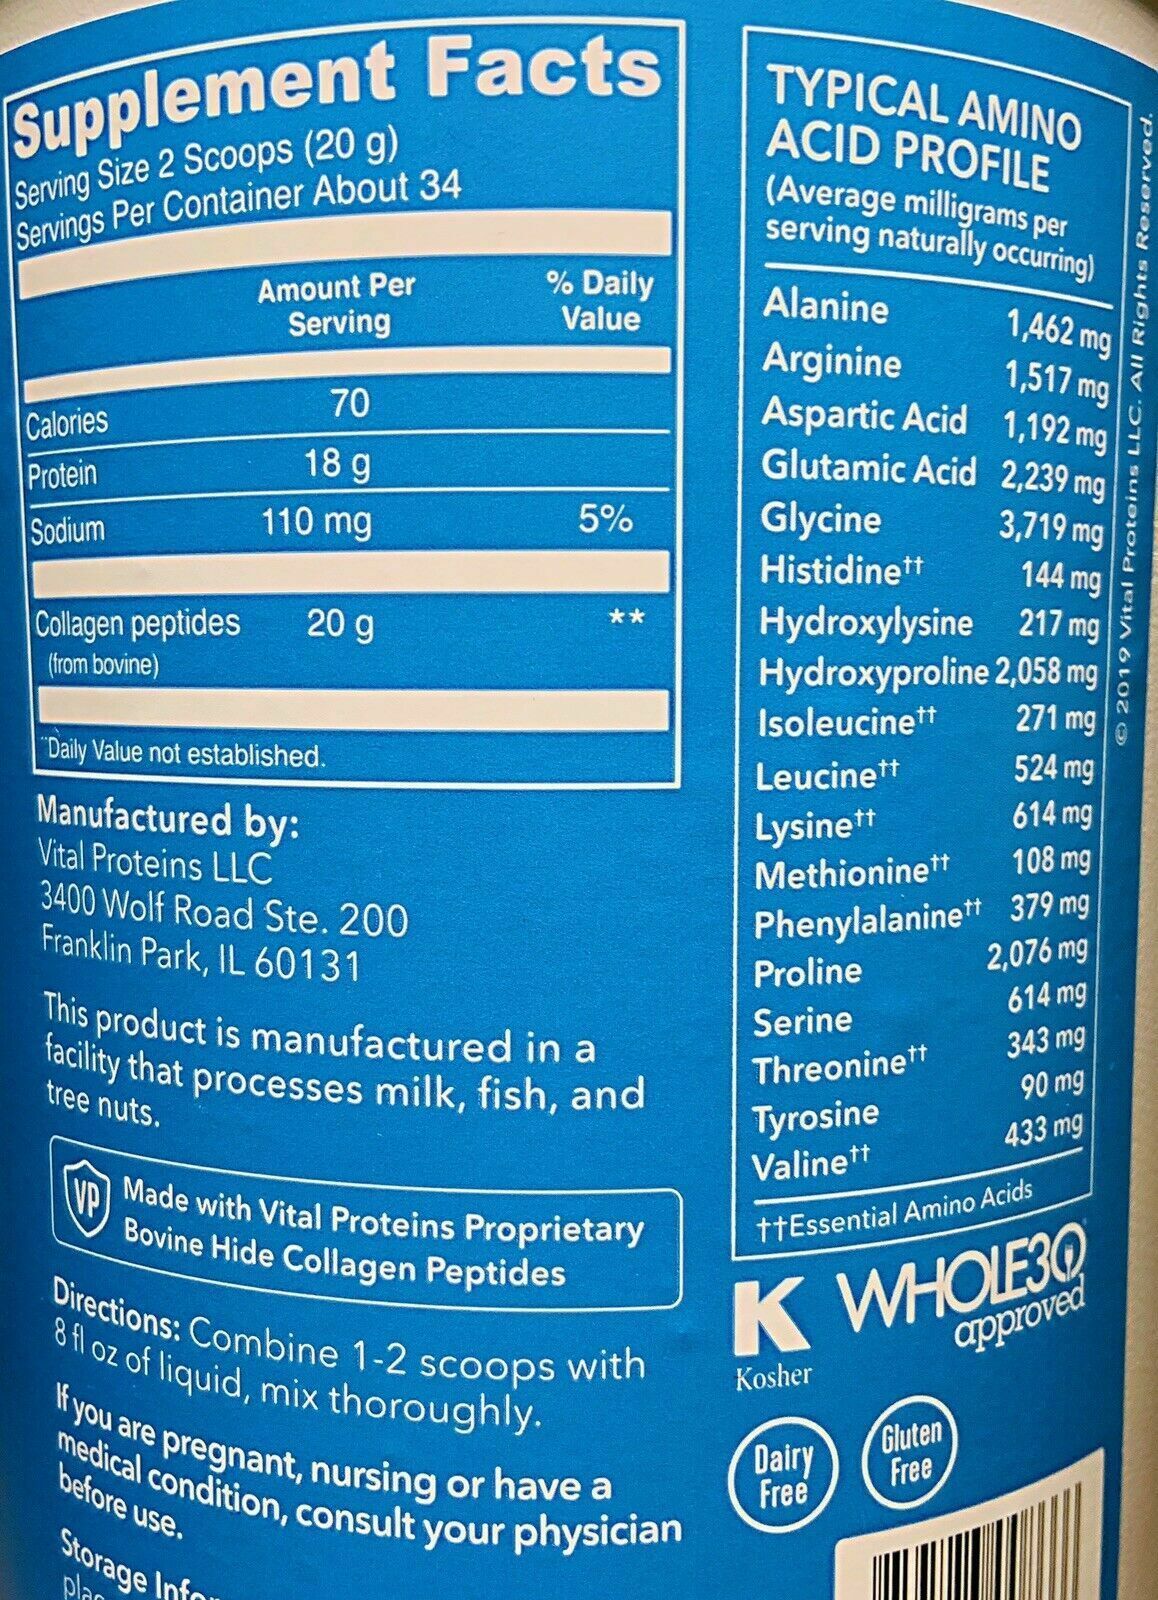 Supplement Facts
Serving Size 2 Scoops (20 g)
Servings Per Container About 34
Amount Per
Serving
% Daily
Value
Calories 70
Protein 18 g
Sodium 110 mg 5%
Collagen peptides 20 g **
(from bovine)
**Daily Value not established.
Manufactured by:
Vital Proteins LLC
3400 Wolf Road Ste. 200
Franklin Park, IL 60131
This product is manufactured in a
facility that processes milk, fish, and
tree nuts.
VP
Made with Vital Proteins Proprietary
Bovine Hide Collagen Peptides
Directions: Combine 1-2 scoops with
8 fl oz of liquid, mix thoroughly.
If you are pregnant, nursing or have a
medical condition, consult your physician
before use.
Storage
TYPICAL AMINO
ACID PROFILE
(Average milligrams per
serving naturally occurring)
Alanine 1,462 mg
Arginine 1,517 mg
Aspartic Acid 1,192 mg
Glutamic Acid 2,239 mg
Glycine 3,719 mg
Histidine†† 144 mg
Hydroxylysine 217 mg
Hydroxyproline 2,058 mg
Isoleucine†† 271 mg
Leucine†† 524 mg
Lysine†† 614 mg
Methionine†† 108 mg
Phenylalanine†† 379 mg
Proline 2,076 mg
Serine 614 mg
Threonine†† 343 mg
Tyrosine 90 mg
Valine†† 433 mg
††Essential Amino Acids
K
Kosher
WHOLE30
approved
Dairy
Free
Gluten
Free
© 2019 Vital Proteins LLC. All Rights Reserved.